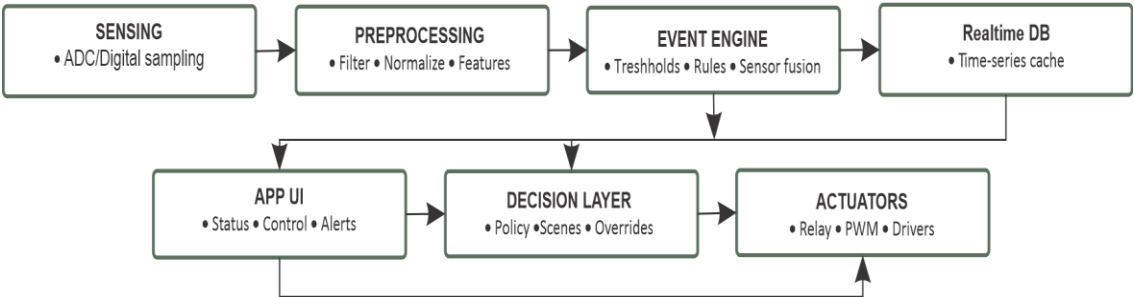 SENSING
• ADC/Digital sampling
PREPROCESSING
• Filter • Normalize • Features
EVENT ENGINE
• Treshholds • Rules • Sensor fusion
Realtime DB
• Time-series cache
APP UI
• Status • Control • Alerts
DECISION LAYER
• Policy •Scenes • Overrides
ACTUATORS
• Relay • PWM • Drivers